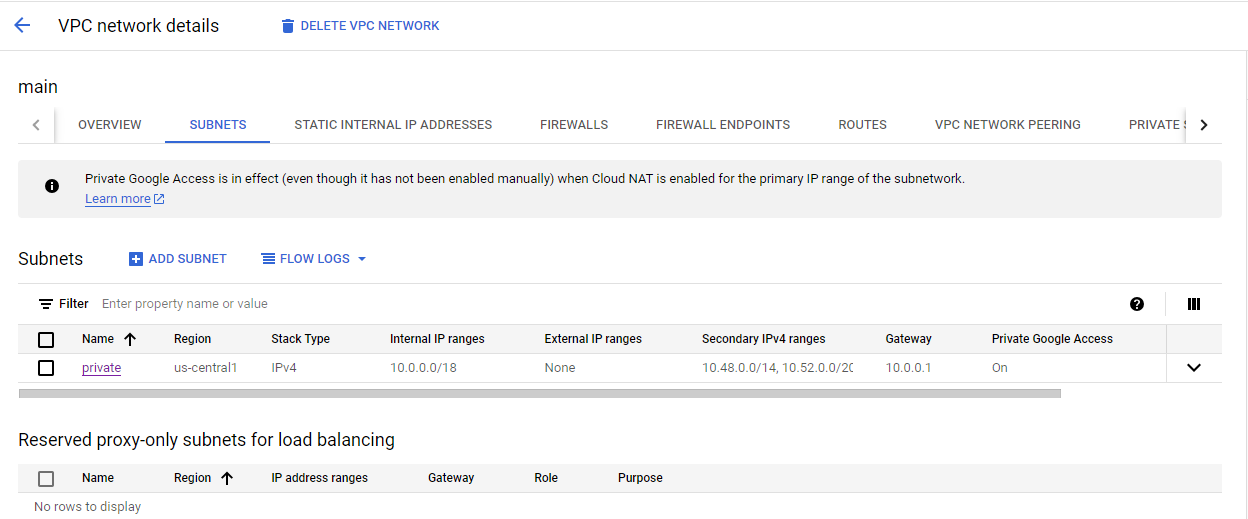 VPC network details DELETE VPC NETWORK
main
OVERVIEW SUBNETS STATIC INTERNAL IP ADDRESSES FIREWALLS FIREWALL ENDPOINTS ROUTES VPC NETWORK PEERING PRIVATE
Private Google Access is in effect (even though it has not been enabled manually) when Cloud NAT is enabled for the primary IP range of the subnetwork.
Learn more
Subnets ADD SUBNET FLOW LOGS
Filter Enter property name or value
Name Region Stack Type Internal IP ranges External IP ranges Secondary IPv4 ranges Gateway Private Google Access
private us-central1 IPv4 10.0.0.0/18 None 10.48.0.0/14, 10.52.0.0/20 10.0.0.1 On
Reserved proxy-only subnets for load balancing
Name Region IP address ranges Gateway Role Purpose
No rows to display